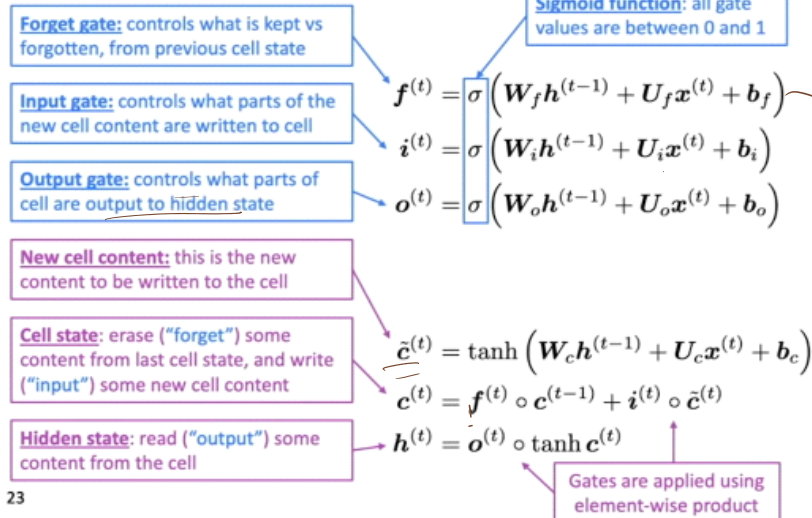 Sigmoid function: all gate
values are between 0 and 1
Forget gate: controls what is kept vs
forgotten, from previous cell state
f^(t) = σ(W_f h^(t−1) + U_f x^(t) + b_f)
Input gate: controls what parts of the
new cell content are written to cell
i^(t) = σ(W_i h^(t−1) + U_i x^(t) + b_i)
Output gate: controls what parts of
cell are output to hidden state
o^(t) = σ(W_o h^(t−1) + U_o x^(t) + b_o)
New cell content: this is the new
content to be written to the cell
c̃^(t) = tanh(W_c h^(t−1) + U_c x^(t) + b_c)
Cell state: erase (“forget”) some
content from last cell state, and write
(“input”) some new cell content
c^(t) = f^(t) ∘ c^(t−1) + i^(t) ∘ c̃^(t)
Hidden state: read (“output”) some
content from the cell
h^(t) = o^(t) ∘ tanh c^(t)
Gates are applied using
element-wise product
23